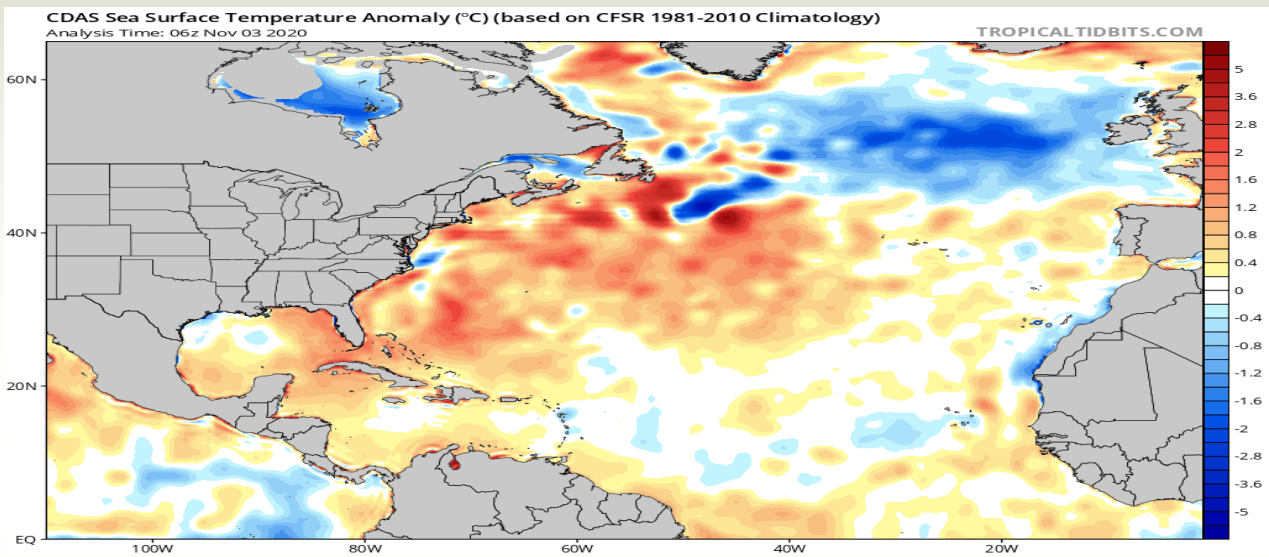 CDAS Sea Surface Temperature Anomaly (°C) (based on CFSR 1981-2010 Climatology)
Analysis Time: 06z Nov 03 2020
TROPICALTIDBITS.COM
60N
40N
20N
EQ
100W
80W
60W
40W
20W
5
3.6
2.8
2
1.6
1.2
0.8
0.4
0
-0.4
-0.8
-1.2
-1.6
-2
-2.8
-3.6
-5